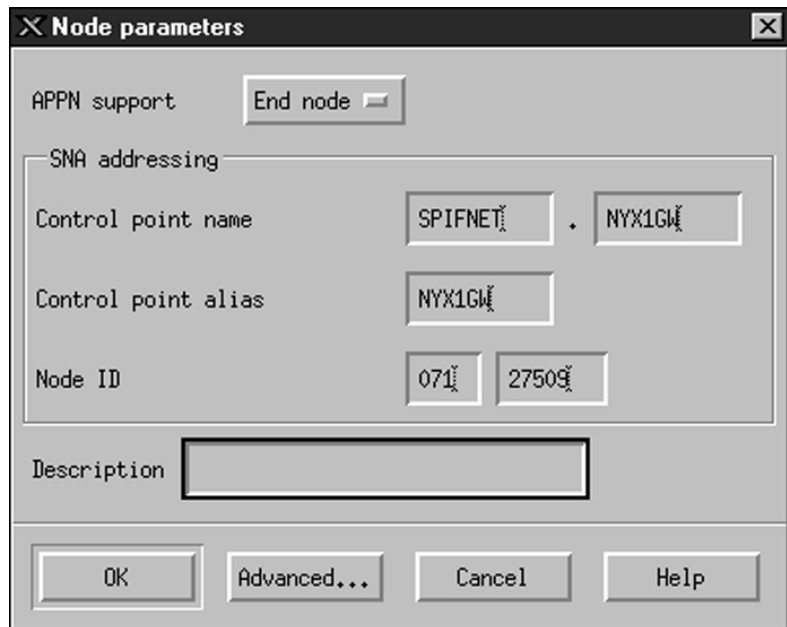 Node parameters
APPN support End node
SNA addressing
Control point name SPIFNET . NYX1GW
Control point alias NYX1GW
Node ID 071 27509
Description
OK Advanced... Cancel Help